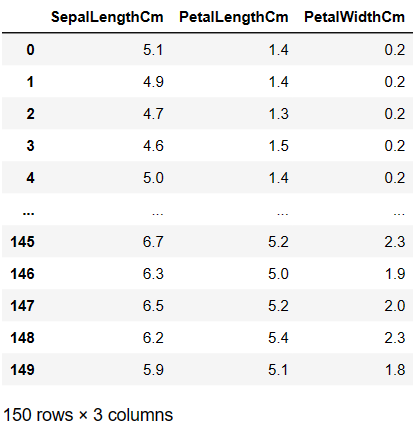 SepalLengthCm PetalLengthCm PetalWidthCm
0 5.1 1.4 0.2
1 4.9 1.4 0.2
2 4.7 1.3 0.2
3 4.6 1.5 0.2
4 5.0 1.4 0.2
... ... ... ...
145 6.7 5.2 2.3
146 6.3 5.0 1.9
147 6.5 5.2 2.0
148 6.2 5.4 2.3
149 5.9 5.1 1.8
150 rows × 3 columns